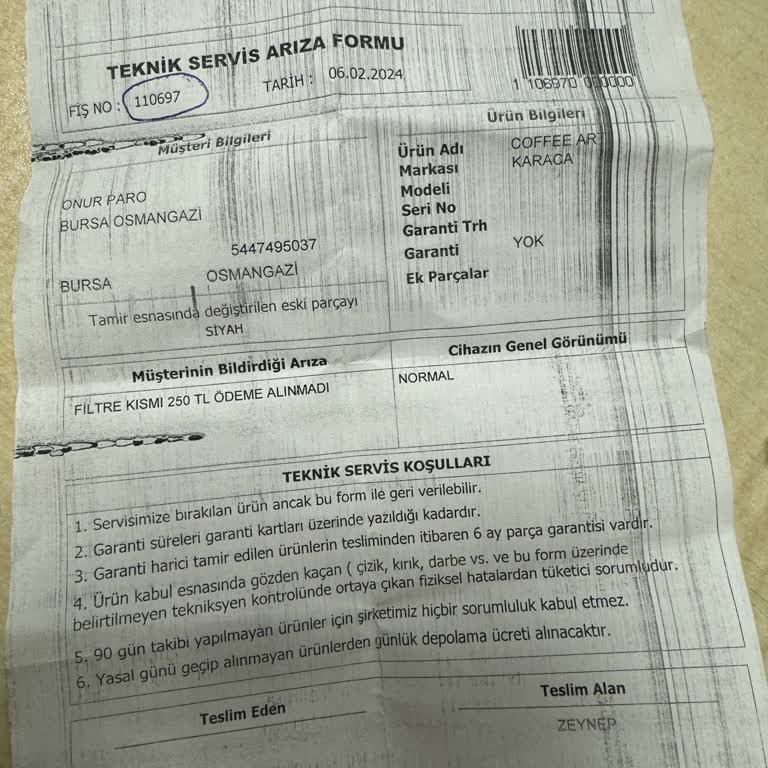 TEKNİK SERVİS ARIZA FORMU
FİŞ NO : 110697
TARİH : 06.02.2024
1 106970 000000
Müşteri Bilgileri
Ürün Bilgileri
ONUR PARO
BURSA OSMANGAZİ
5447495037
BURSA OSMANGAZİ
Tamir esnasında değiştirilen eski parçayı
SİYAH
Ürün Adı COFFEE ART
Markası KARACA
Modeli
Seri No
Garanti Trh
Garanti YOK
Ek Parçalar
Müşterinin Bildirdiği Arıza
Cihazın Genel Görünümü
FİLTRE KISMI 250 TL ÖDEME ALINMADI
NORMAL
TEKNİK SERVİS KOŞULLARI
1. Servisimize bırakılan ürün ancak bu form ile geri verilebilir.
2. Garanti süreleri garanti kartları üzerinde yazıldığı kadardır.
3. Garanti harici tamir edilen ürünlerin tesliminden itibaren 6 ay parça garantisi vardır.
4. Ürün kabul esnasında gözden kaçan ( çizik, kırık, darbe vs. ve bu form üzerinde
belirtilmeyen tekniksyen kontrolünde ortaya çıkan fiziksel hatalardan tüketici sorumludur.
5. 90 gün takibi yapılmayan ürünler için şirketimiz hiçbir sorumluluk kabul etmez.
6. Yasal günü geçip alınmayan ürünlerden günlük depolama ücreti alınacaktır.
Teslim Eden
Teslim Alan
ZEYNEP